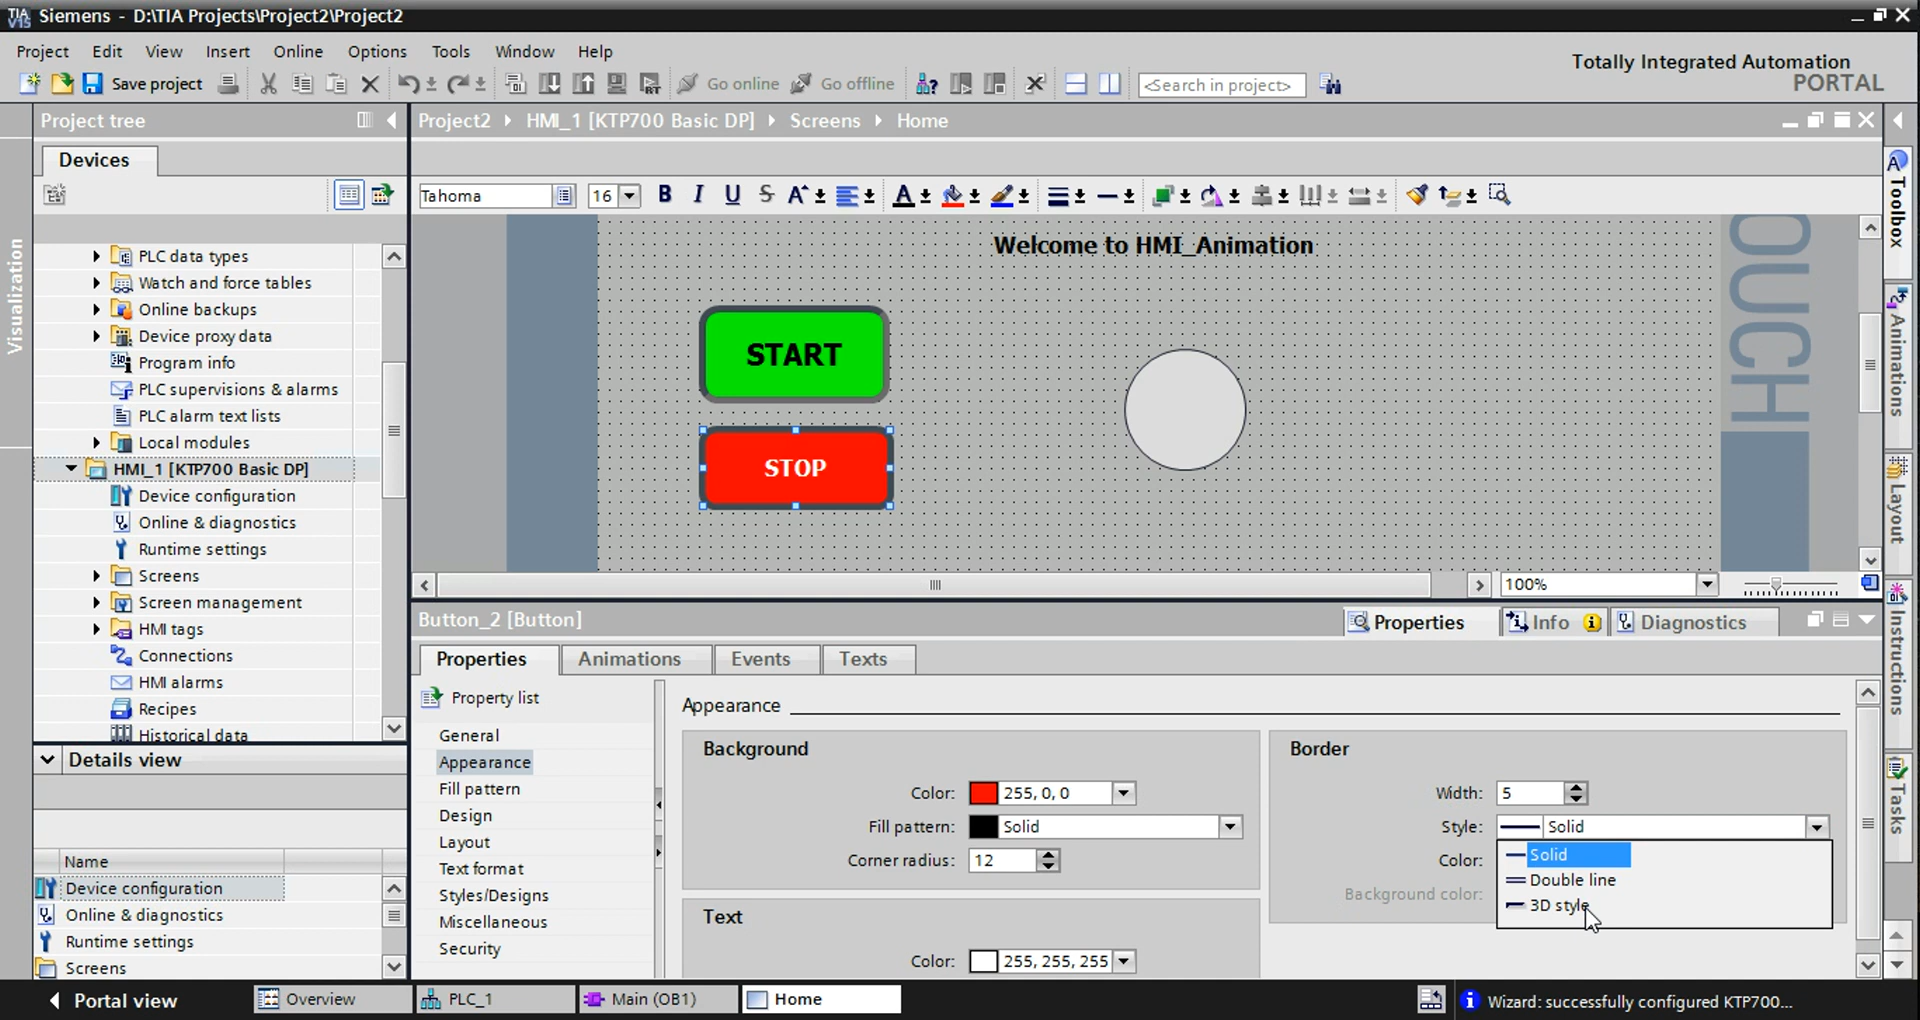 Siemens - D:\TIA Projects\Project2\Project2
Project Edit View Insert Online Options Tools Window Help
Totally Integrated Automation
PORTAL
Save project Go online Go offline <Search in project>
Project tree
Project2 HMI_1 [KTP700 Basic DP] Screens Home
Devices
Tahoma 16 B I U S
Visualization
PLC data types
Watch and force tables
Online backups
Device proxy data
Program info
PLC supervisions & alarms
PLC alarm text lists
Local modules
HMI_1 [KTP700 Basic DP]
Device configuration
Online & diagnostics
Runtime settings
Screens
Screen management
HMI tags
Connections
HMI alarms
Recipes
Historical data
Details view
Name
Device configuration
Online & diagnostics
Runtime settings
Screens
Welcome to HMI_Animation
START
STOP
OUCH
100%
Button_2 [Button]
Properties Info Diagnostics
Properties Animations Events Texts
Property list
General
Appearance
Fill pattern
Design
Layout
Text format
Styles/Designs
Miscellaneous
Security
Appearance
Background
Color: 255, 0, 0
Fill pattern: Solid
Corner radius: 12
Text
Color: 255, 255, 255
Border
Width: 5
Style: Solid
Color:
Background color:
Solid
Double line
3D style
Toolbox
Animations
Layout
Instructions
Tasks
Portal view Overview PLC_1 Main (OB1) Home Wizard: successfully configured KTP700...